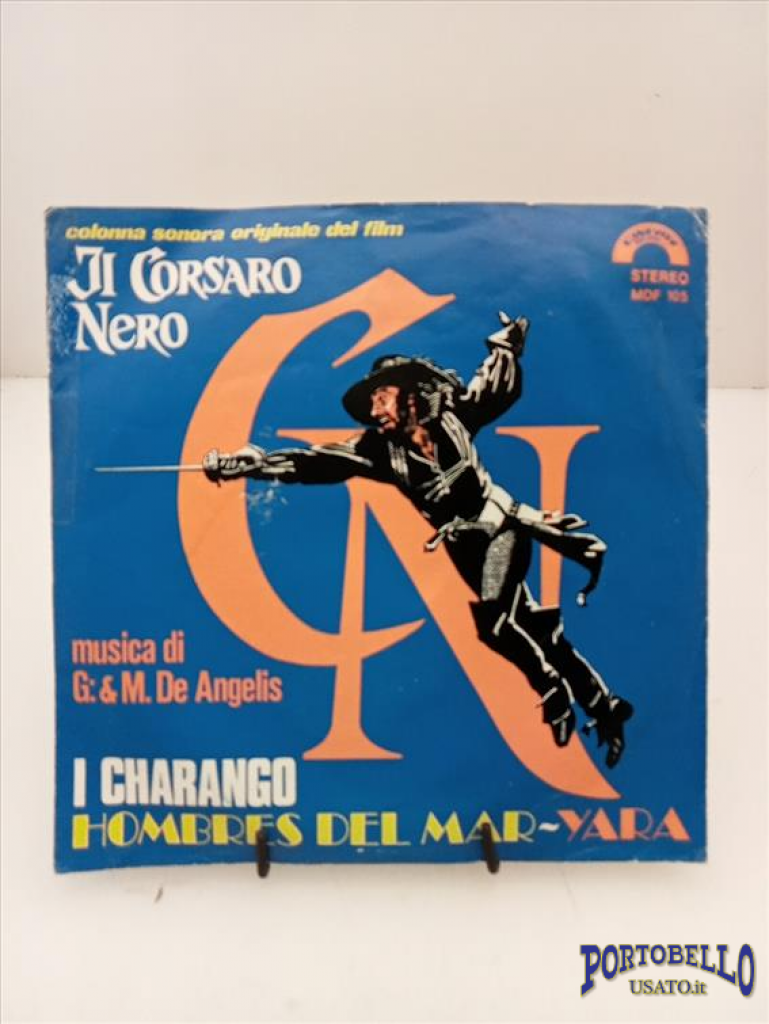 colonna sonora originale del film
Il CORSARO
NeRO
CINEVOX
STEREO
MDF 105
CN
musica di
G. & M. De Angelis
I CHARANGO
HOMBRES DEL MAR~YARA
PORTOBELLO
USATO.it